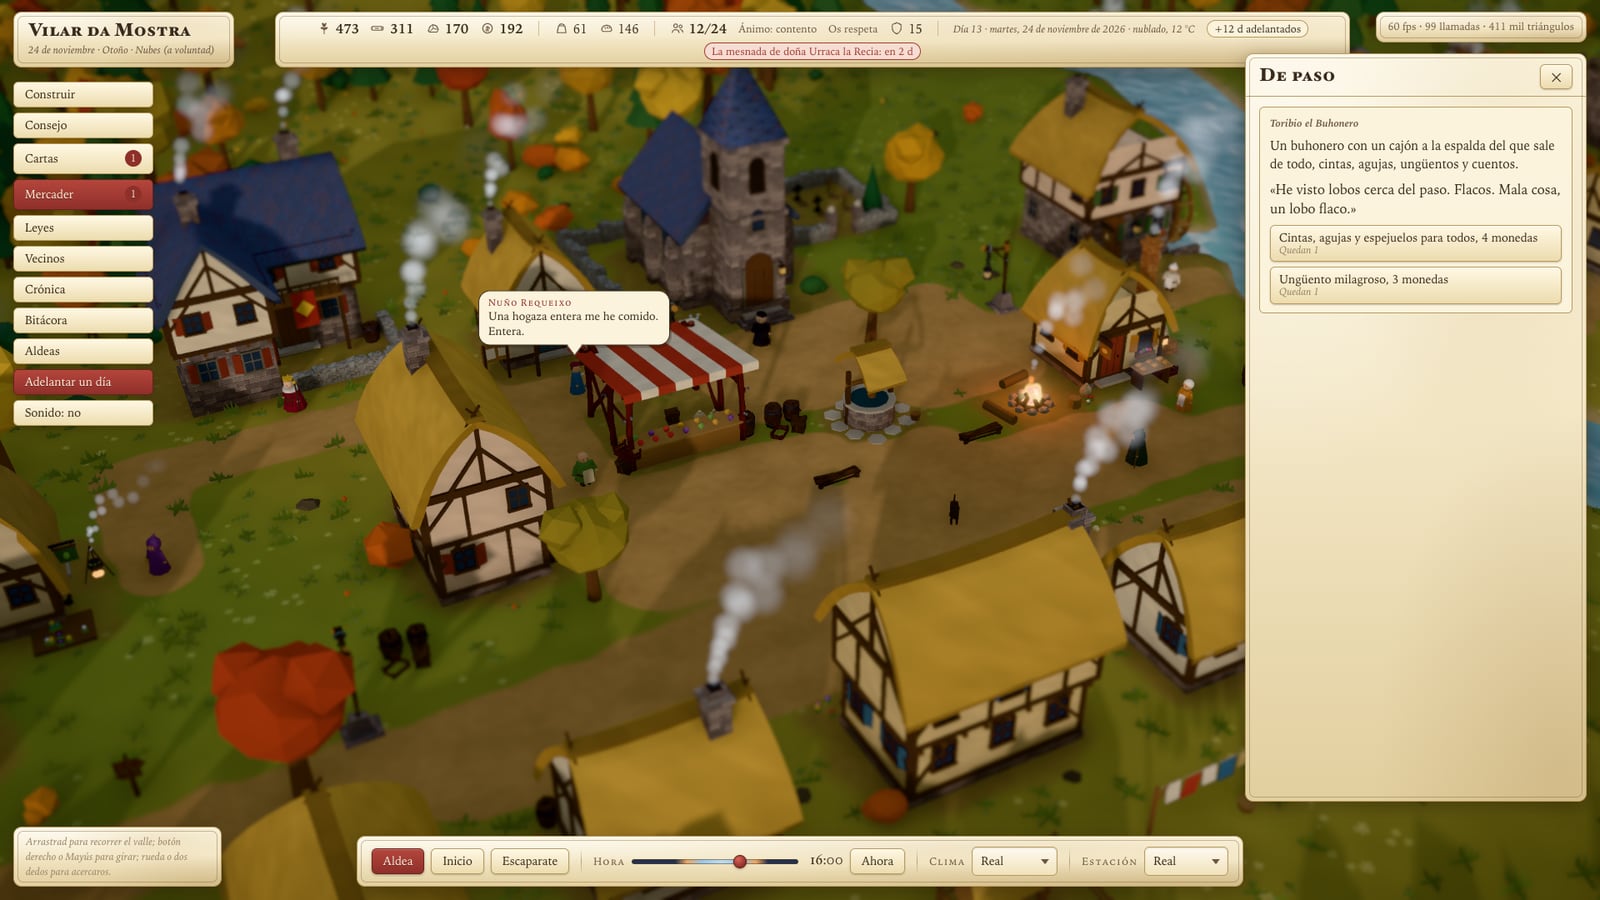 Vilar da Mostra
24 de noviembre · Otoño · Nubes (a voluntad)
473 311 170 192 61 146 12/24 Ánimo: contento Os respeta 15 Día 13 · martes, 24 de noviembre de 2026 · nublado, 12 °C +12 d adelantados
La mesnada de doña Urraca la Recia: en 2 d
60 fps · 99 llamadas · 411 mil triángulos
Construir
Consejo
Cartas 1
Mercader 1
Leyes
Vecinos
Crónica
Bitácora
Aldeas
Adelantar un día
Sonido: no
Nuño Requeixo
Una hogaza entera me he comido.
Entera.
De paso
Toribio el Buhonero
Un buhonero con un cajón a la espalda del que sale
de todo, cintas, agujas, ungüentos y cuentos.
«He visto lobos cerca del paso. Flacos. Mala cosa,
un lobo flaco.»
Cintas, agujas y espejuelos para todos, 4 monedas
Quedan 1
Ungüento milagroso, 3 monedas
Quedan 1
Arrastrad para recorrer el valle; botón
derecho o Mayús para girar; rueda o dos
dedos para acercaros.
Aldea Inicio Escaparate Hora 16:00 Ahora Clima Real Estación Real